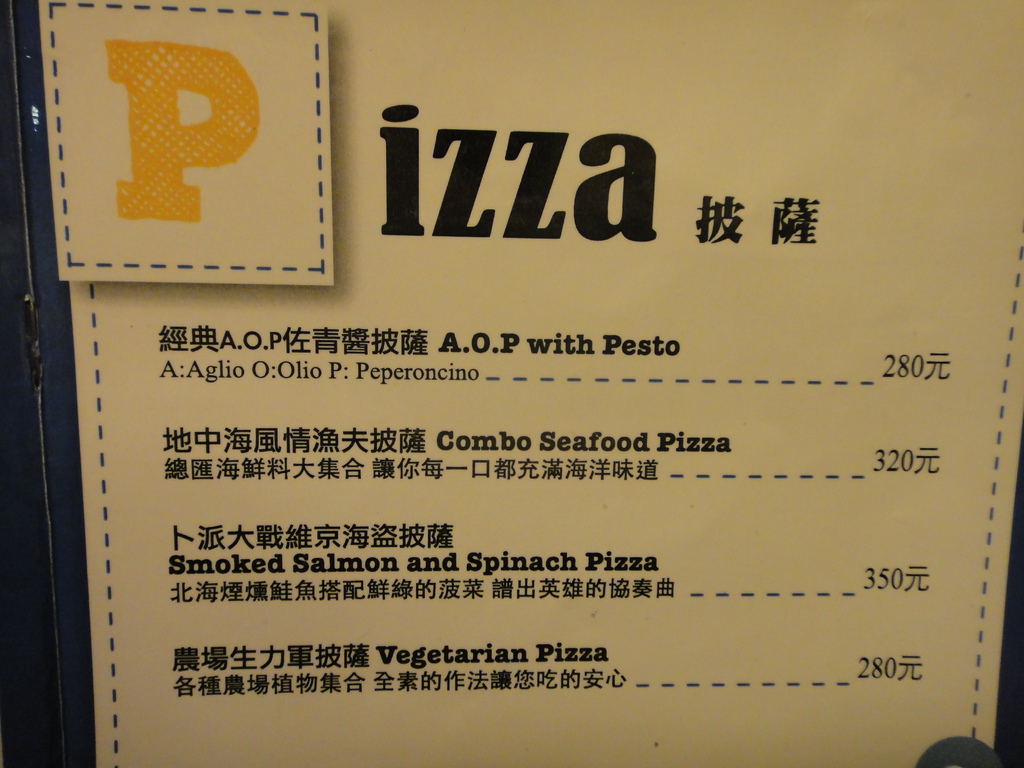 Pizza 披薩
經典A.O.P佐青醬披薩 A.O.P with Pesto
A:Aglio O:Olio P: Peperoncino 280元
地中海風情漁夫披薩 Combo Seafood Pizza
總匯海鮮料大集合 讓你每一口都充滿海洋味道 320元
卜派大戰維京海盜披薩
Smoked Salmon and Spinach Pizza
北海煙燻鮭魚搭配鮮綠的菠菜 譜出英雄的協奏曲 350元
農場生力軍披薩 Vegetarian Pizza
各種農場植物集合 全素的作法讓您吃的安心 280元